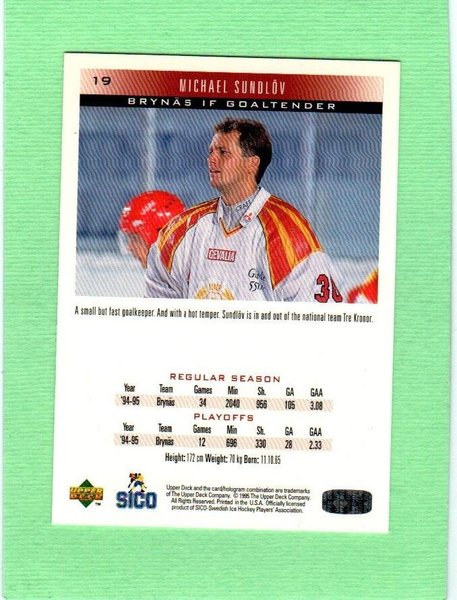 19 MICHAEL SUNDLÖV
BRYNÄS IF GOALTENDER
CRAFT
GEVALIA
A small but fast goalkeeper. And with a hot temper. Sundlöv is in and out of the national team Tre Kronor.
REGULAR SEASON
Year Team Games Min Sh. GA GAA
'94-95 Brynäs 34 2040 956 105 3.08
PLAYOFFS
Year Team Games Min Sh. GA GAA
'94-95 Brynäs 12 696 330 28 2.33
Height: 172 cm Weight: 70 kg Born: 11.10.65
UPPER DECK TM
SICO
Upper Deck and the card/hologram combination are trademarks
of The Upper Deck Company. © 1995 The Upper Deck Company.
All Rights Reserved. Printed in the U.S.A. Officially licensed
product of SICO-Swedish Ice Hockey Players' Association.